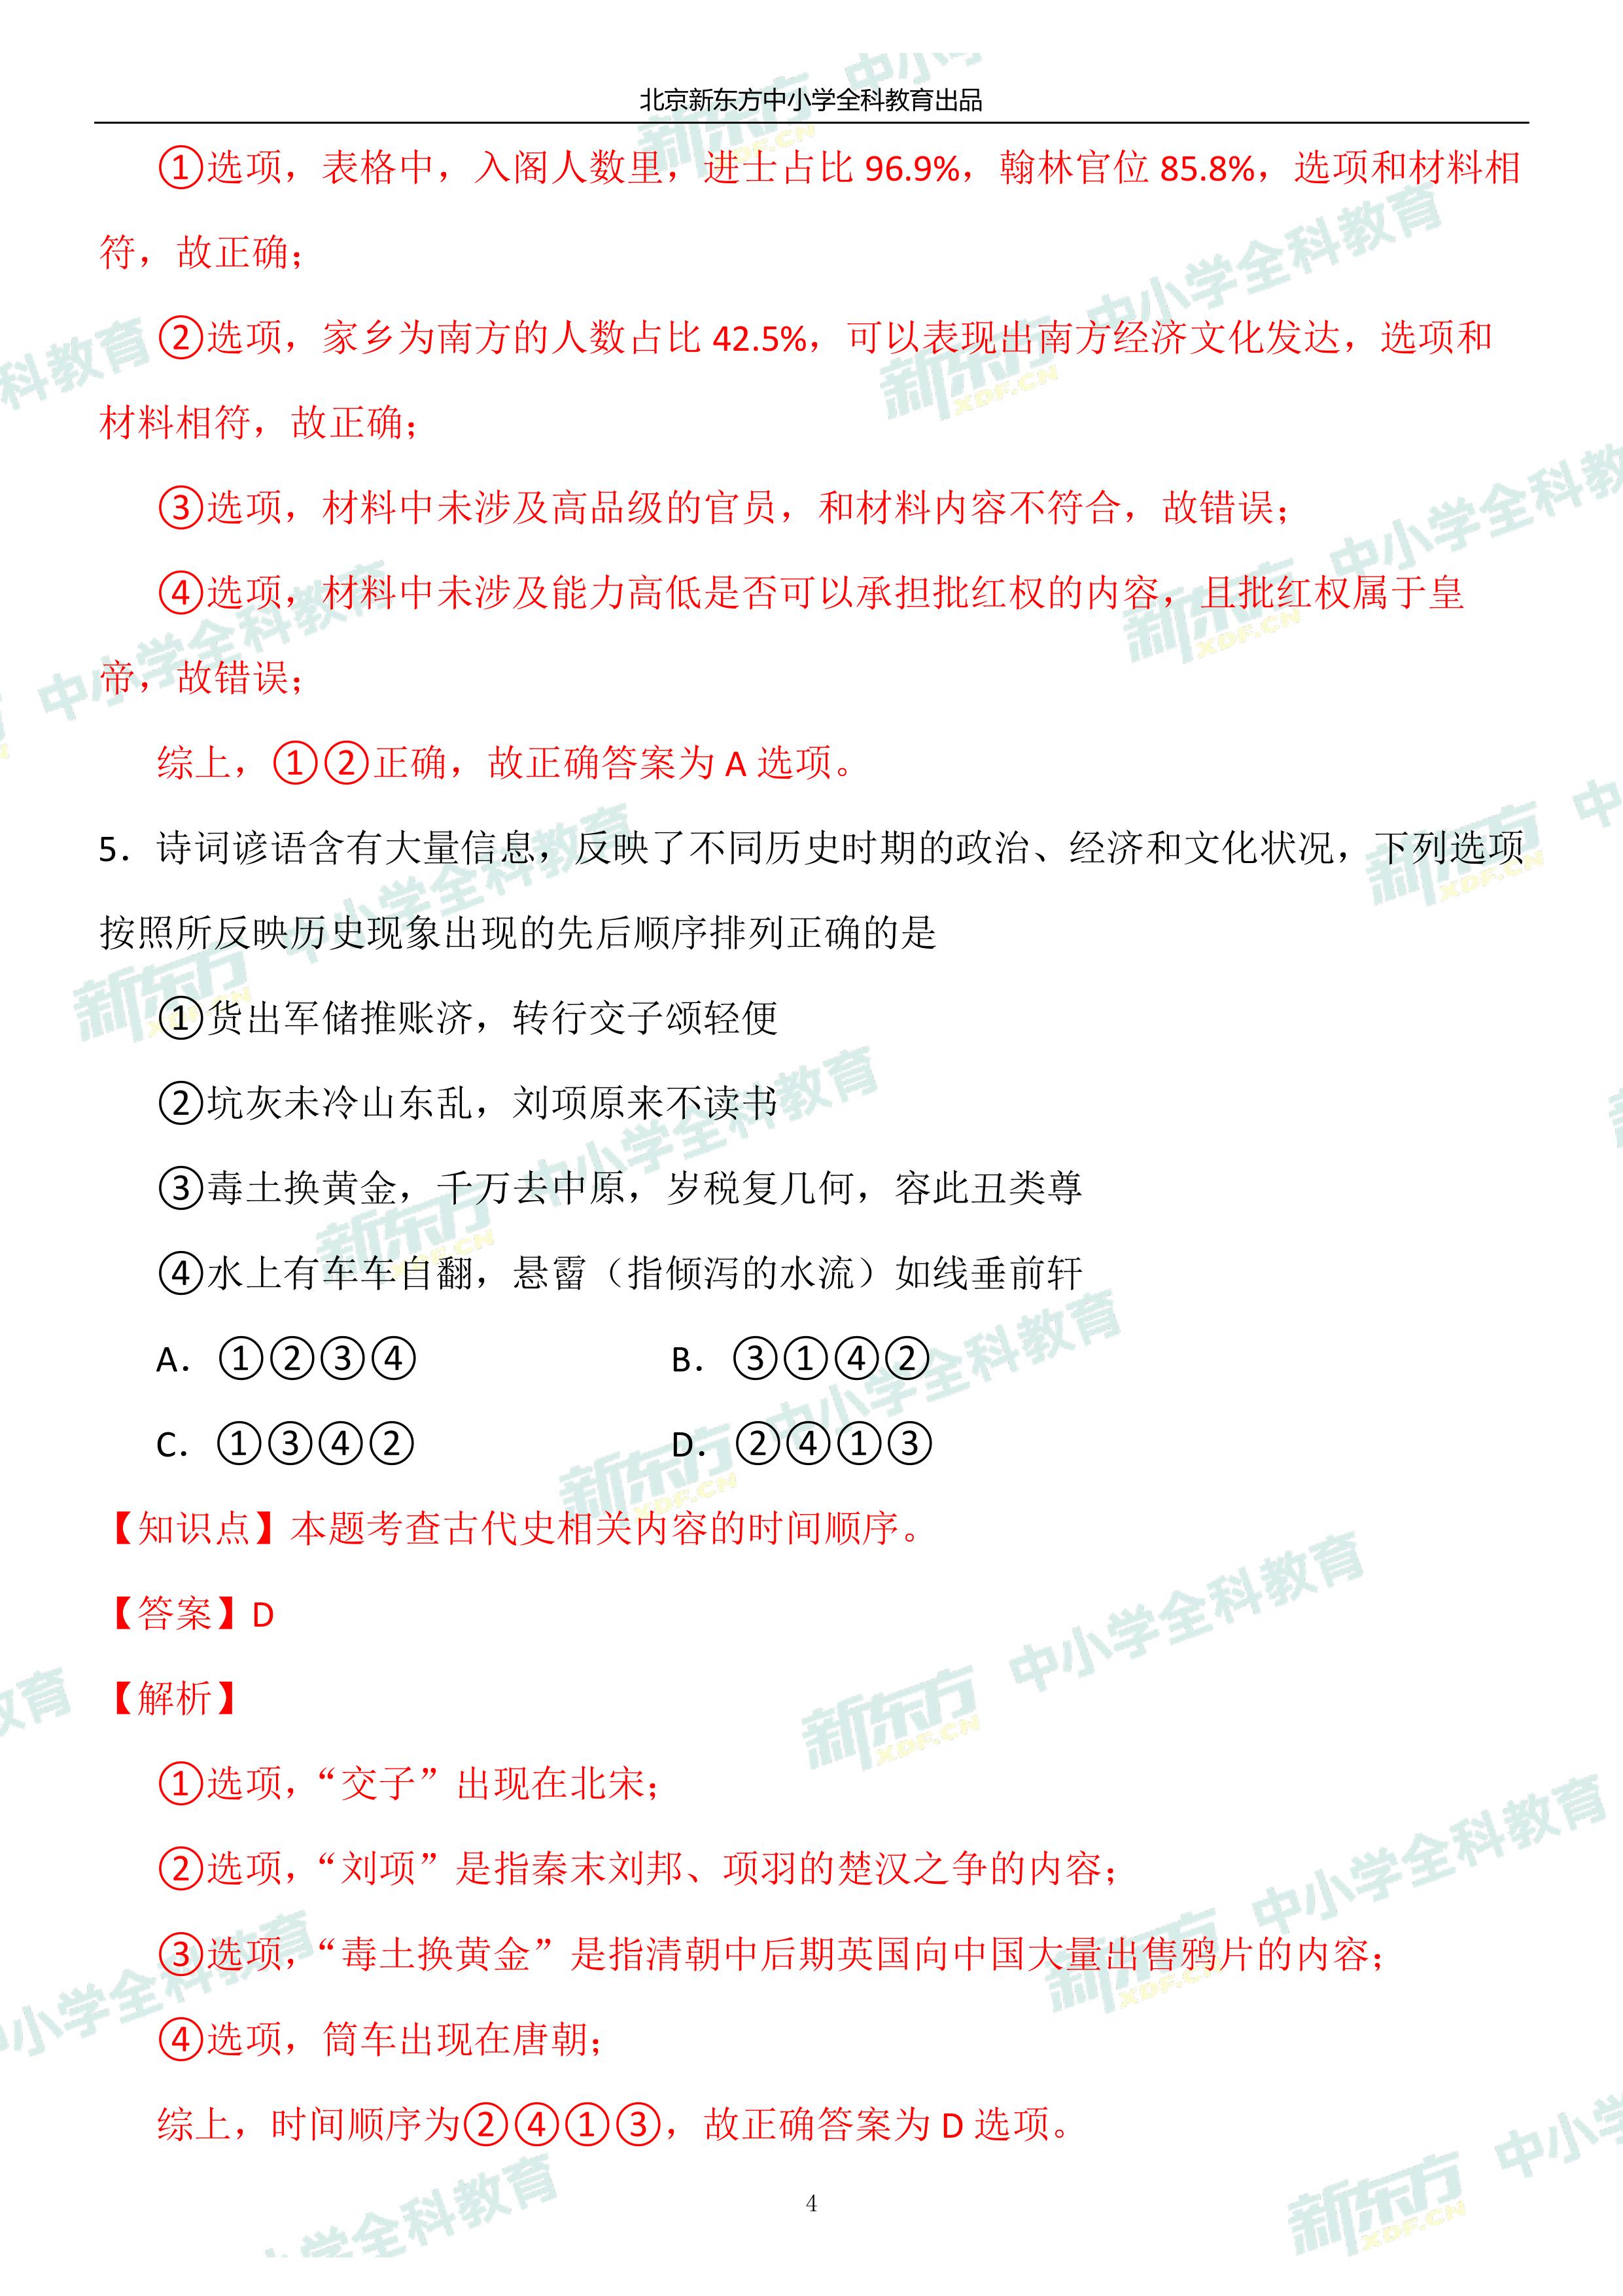 北京新东方中小学全科教育出品
①选项，表格中，入阁人数里，进士占比 96.9%，翰林官位 85.8%，选项和材料相
符，故正确；
②选项，家乡为南方的人数占比 42.5%，可以表现出南方经济文化发达，选项和
材料相符，故正确；
③选项，材料中未涉及高品级的官员，和材料内容不符合，故错误；
④选项，材料中未涉及能力高低是否可以承担批红权的内容，且批红权属于皇
帝，故错误；
综上，①②正确，故正确答案为 A 选项。
5．诗词谚语含有大量信息，反映了不同历史时期的政治、经济和文化状况，下列选项
按照所反映历史现象出现的先后顺序排列正确的是
①货出军储推账济，转行交子颂轻便
②坑灰未冷山东乱，刘项原来不读书
③毒土换黄金，千万去中原，岁税复几何，容此丑类尊
④水上有车车自翻，悬霤（指倾泻的水流）如线垂前轩
A．①②③④ B．③①④②
C．①③④② D．②④①③
【知识点】本题考查古代史相关内容的时间顺序。
【答案】D
【解析】
①选项，“交子”出现在北宋；
②选项，“刘项”是指秦末刘邦、项羽的楚汉之争的内容；
③选项，“毒土换黄金”是指清朝中后期英国向中国大量出售鸦片的内容；
④选项，筒车出现在唐朝；
综上，时间顺序为②④①③，故正确答案为 D 选项。
4
新东方 XDF.CN 中小学全科教育